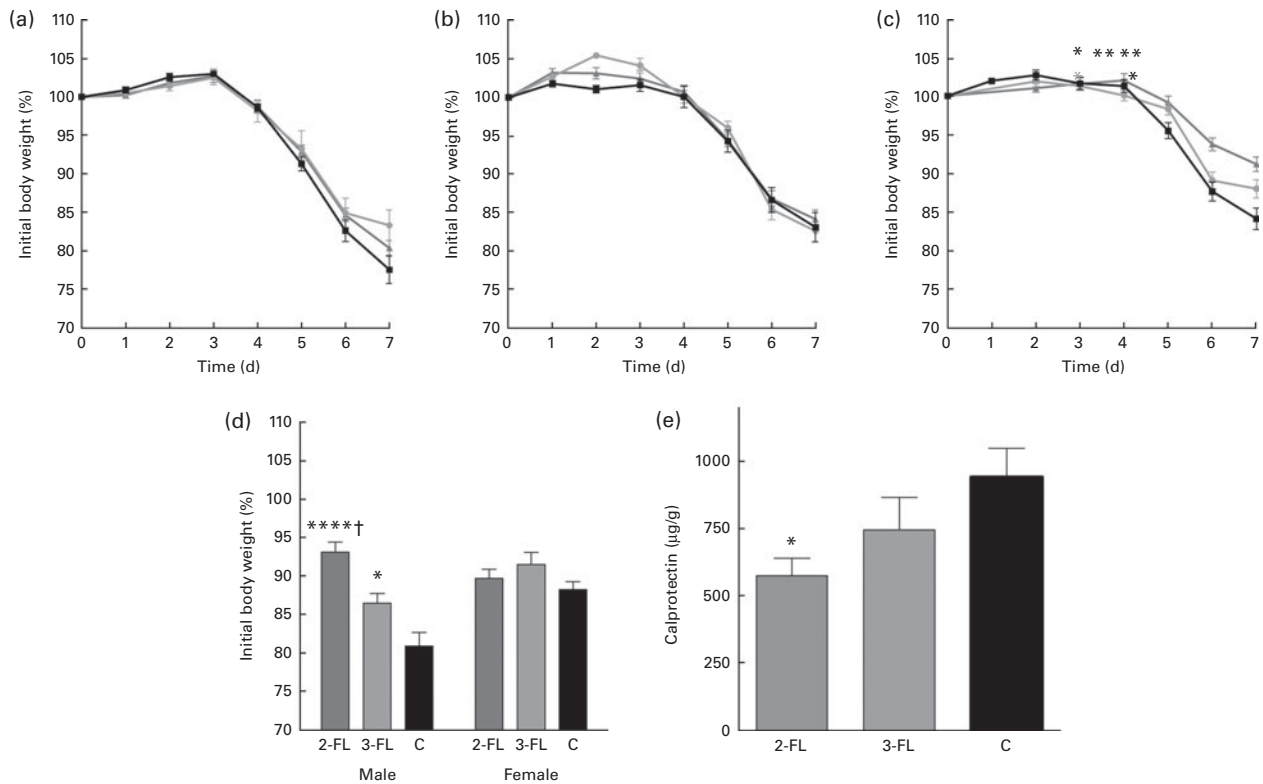 (a)
110
105
100
95
90
85
80
75
70
Initial body weight (%)
0 1 2 3 4 5 6 7
Time (d)
(b)
110
105
100
95
90
85
80
75
70
Initial body weight (%)
0 1 2 3 4 5 6 7
Time (d)
(c)
110
105
100
95
90
85
80
75
70
Initial body weight (%)
* ** **
* *
0 1 2 3 4 5 6 7
Time (d)
(d)
110
105
100
95
90
85
80
75
70
Initial body weight (%)
****†
*
2-FL 3-FL C 2-FL 3-FL C
Male Female
(e)
1000
750
500
250
0
Calprotectin (μg/g)
*
2-FL 3-FL C